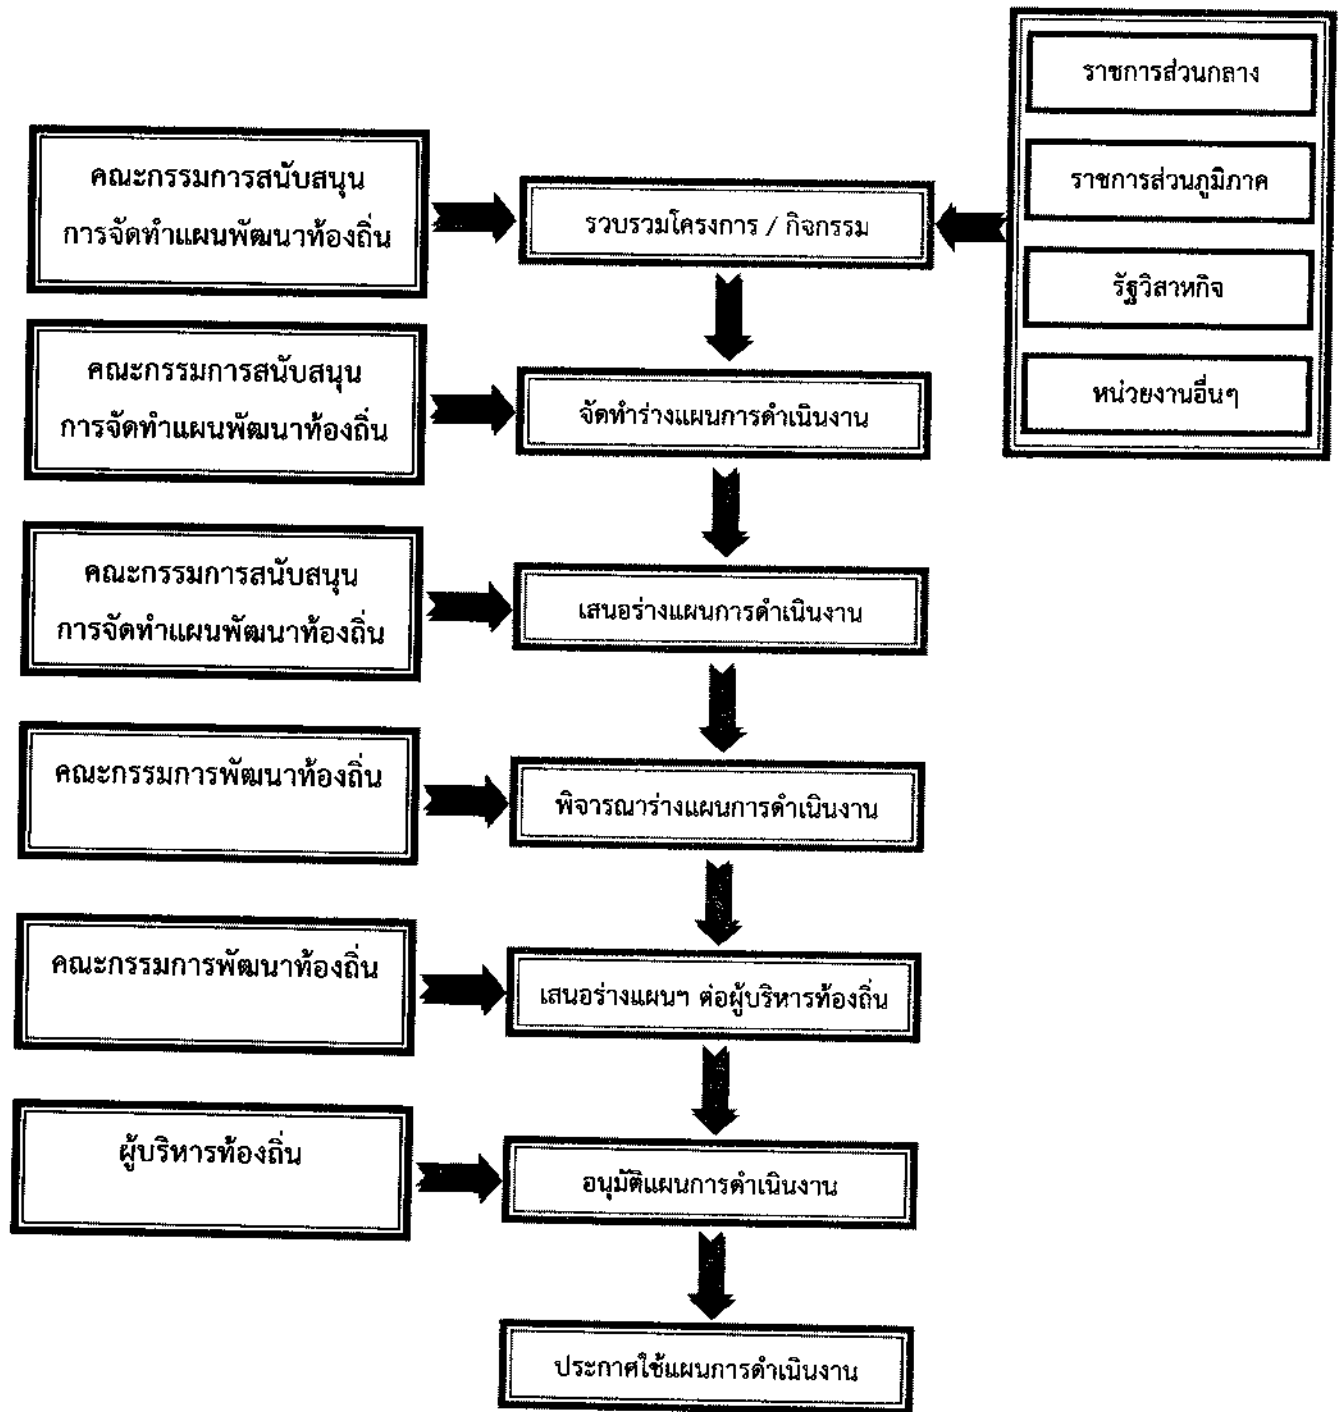 ราชการส่วนกลาง
คณะกรรมการสนับสนุน
การจัดทำแผนพัฒนาท้องถิ่น
รวบรวมโครงการ / กิจกรรม
ราชการส่วนภูมิภาค
รัฐวิสาหกิจ
หน่วยงานอื่นๆ
คณะกรรมการสนับสนุน
การจัดทำแผนพัฒนาท้องถิ่น
จัดทำร่างแผนการดำเนินงาน
คณะกรรมการสนับสนุน
การจัดทำแผนพัฒนาท้องถิ่น
เสนอร่างแผนการดำเนินงาน
คณะกรรมการพัฒนาท้องถิ่น
พิจารณาร่างแผนการดำเนินงาน
คณะกรรมการพัฒนาท้องถิ่น
เสนอร่างแผนฯ ต่อผู้บริหารท้องถิ่น
ผู้บริหารท้องถิ่น
อนุมัติแผนการดำเนินงาน
ประกาศใช้แผนการดำเนินงาน